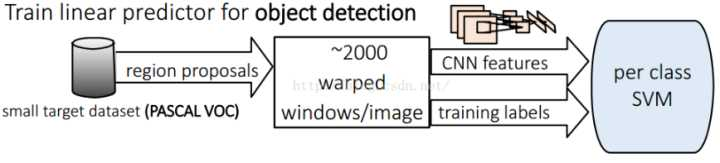 Train linear predictor for object detection
region proposals
small target dataset (PASCAL VOC)
~2000
warped
windows/image
CNN features
training labels
per class
SVM